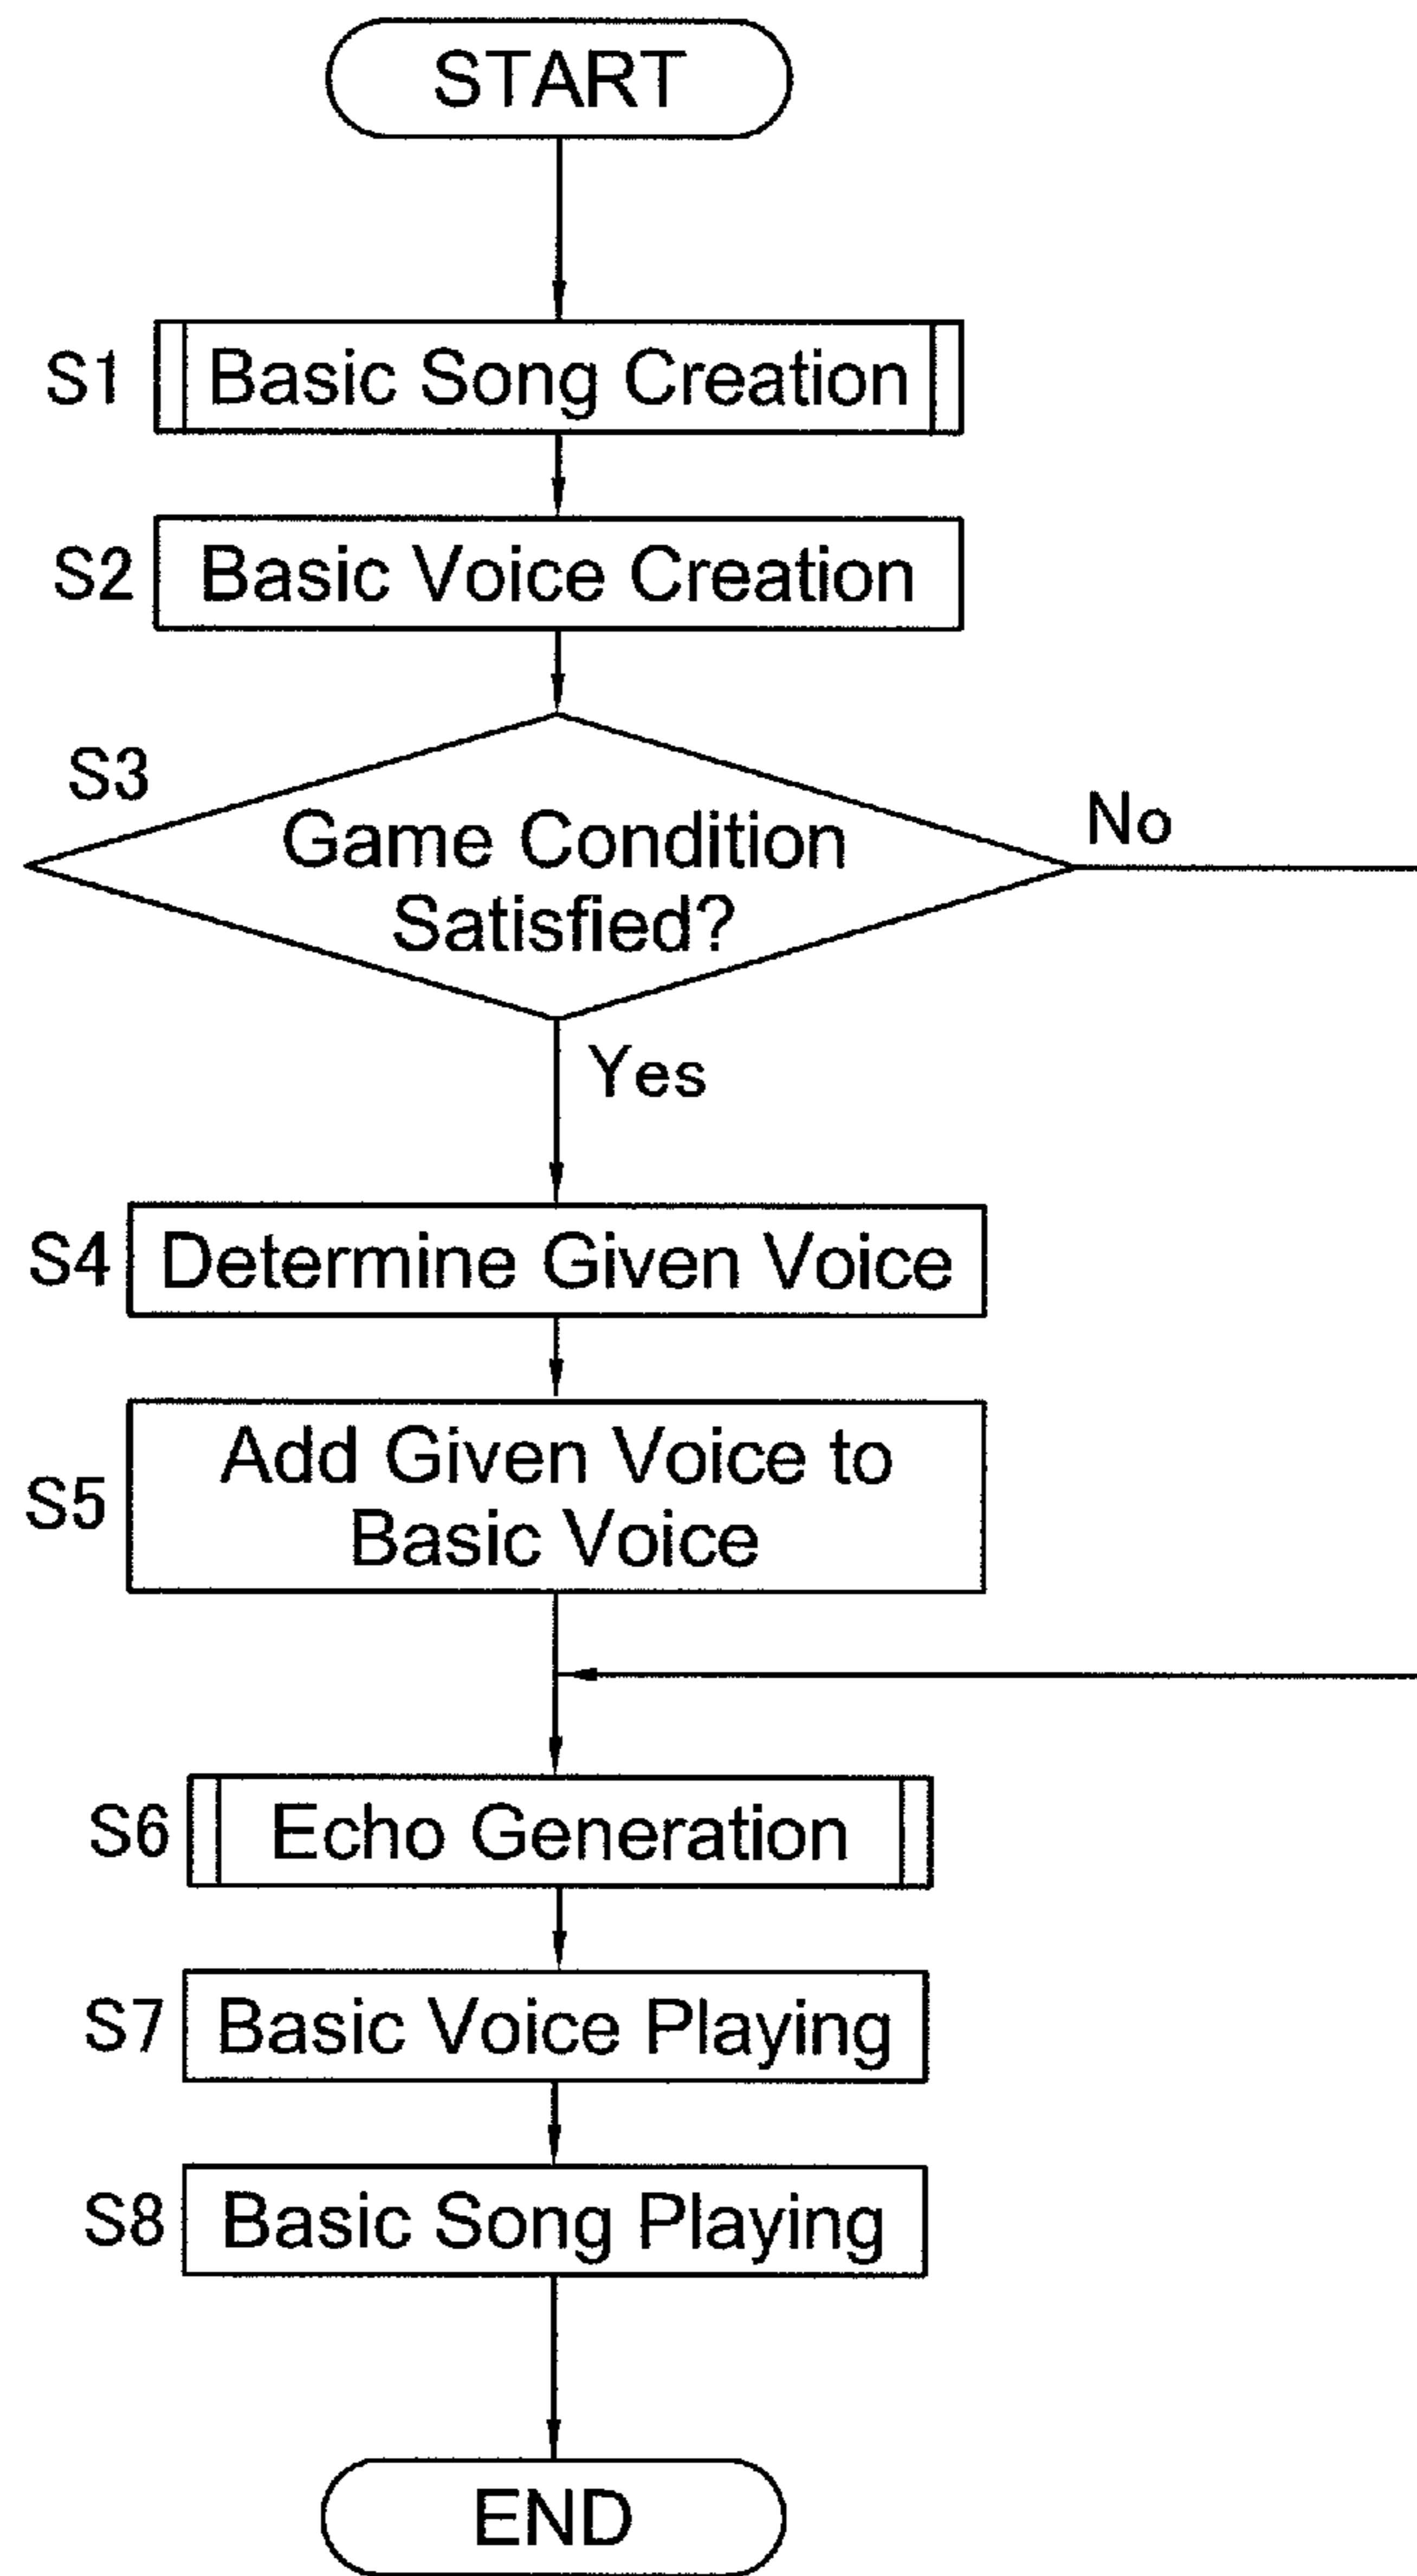 START
S1 Basic Song Creation
S2 Basic Voice Creation
S3
Game Condition
Satisfied?
No
Yes
S4 Determine Given Voice
S5
Add Given Voice to
Basic Voice
S6 Echo Generation
S7 Basic Voice Playing
S8 Basic Song Playing
END